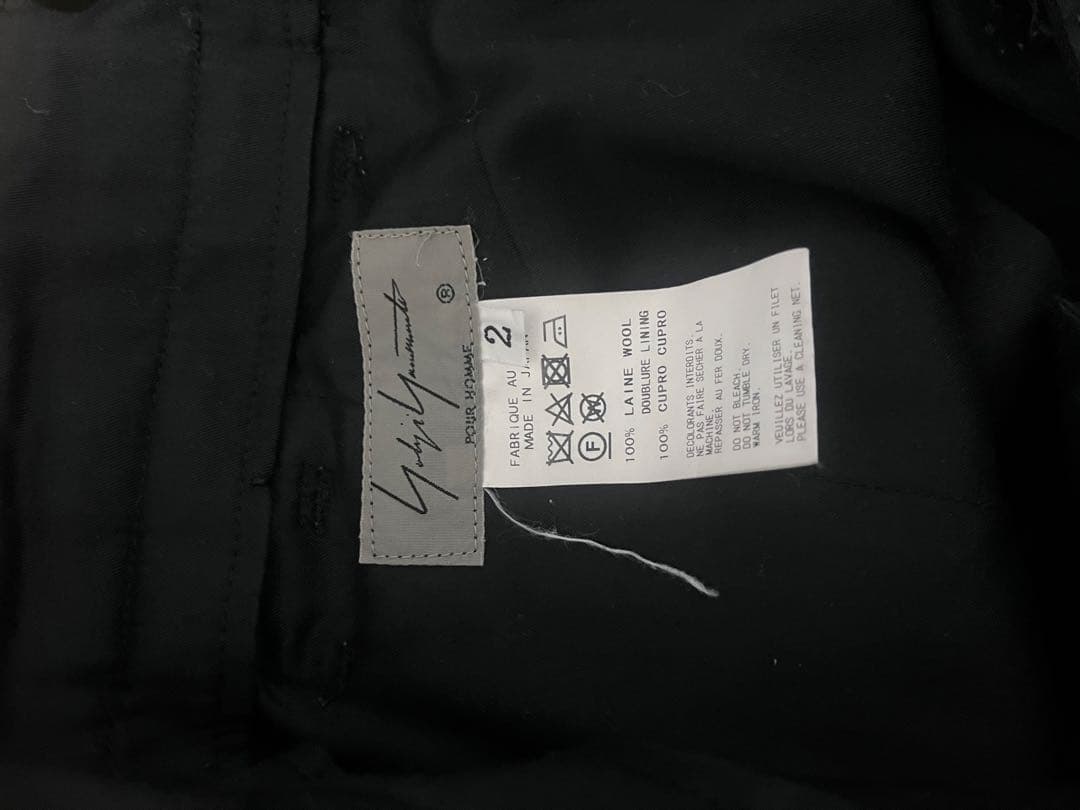 Yohji Yamamoto ®
POUR HOMME
2
FABRIQUE AU
MADE IN JAPAN
F
W
100% LAINE WOOL
DOUBLURE LINING
100% CUPRO CUPRO
DECOLORANTS INTERDITS.
NE PAS FAIRE SECHER A LA
MACHINE.
REPASSER AU FER DOUX.
DO NOT BLEACH.
DO NOT TUMBLE DRY.
WARM IRON.
VEUILLEZ UTILISER UN FILET
LORS DU LAVAGE.
PLEASE USE A CLEANING NET.